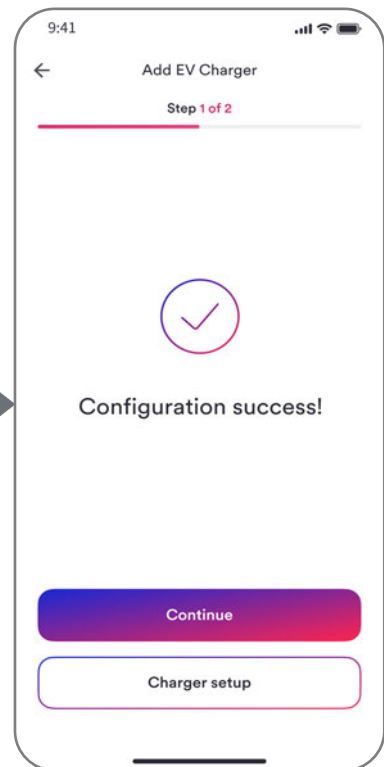 9:41
Add EV Charger
Step 1 of 2
Configuration success!
Continue
Charger setup